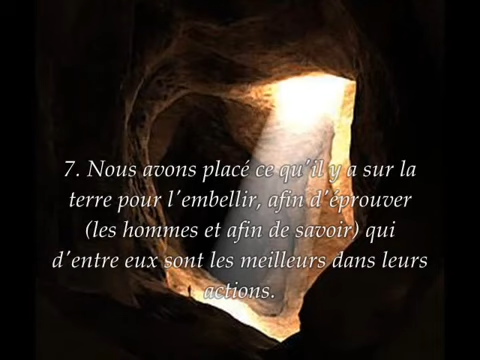 7. Nous avons placé ce qu'il y a sur la
terre pour l'embellir, afin d'éprouver
(les hommes et afin de savoir) qui
d'entre eux sont les meilleurs dans leurs
actions.